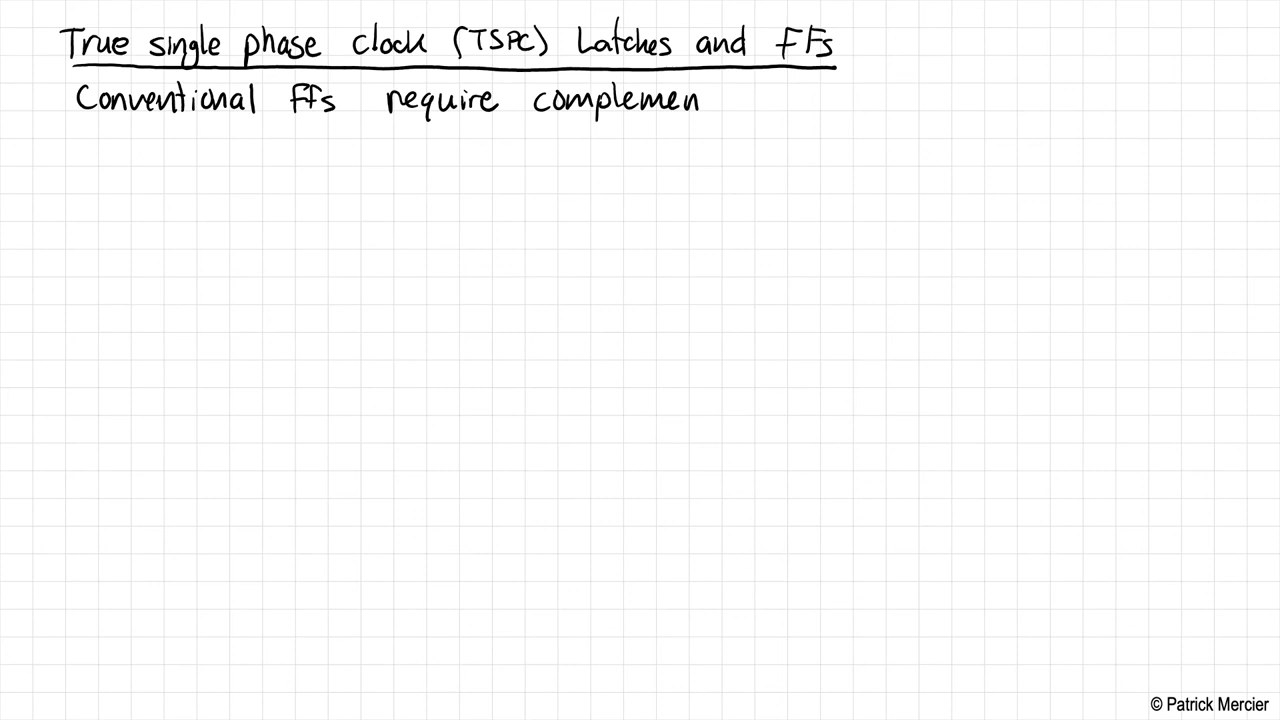 True single phase clock (TSPC) Latches and FFs
Conventional ffs require complemen
© Patrick Mercier